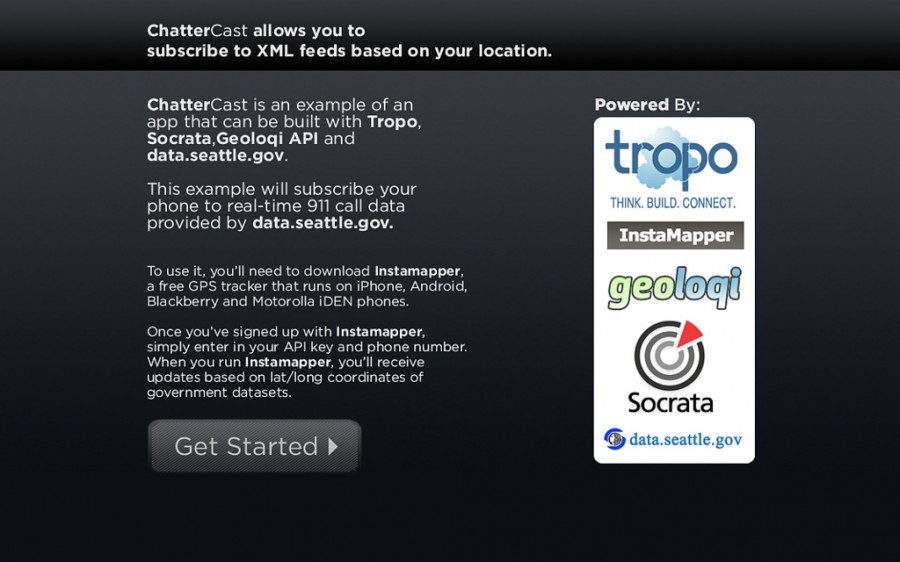 ChatterCast allows you to
subscribe to XML feeds based on your location.
ChatterCast is an example of an
app that can be built with Tropo,
Socrata,Geoloqi API and
data.seattle.gov.
This example will subscribe your
phone to real-time 911 call data
provided by data.seattle.gov.
To use it, you'll need to download Instamapper,
a free GPS tracker that runs on iPhone, Android,
Blackberry and Motorolla iDEN phones.
Once you've signed up with Instamapper,
simply enter in your API key and phone number.
When you run Instamapper, you'll receive
updates based on lat/long coordinates of
government datasets.
Get Started
Powered By:
tropo
THINK. BUILD. CONNECT.
InstaMapper
geoloqi
Socrata
data.seattle.gov